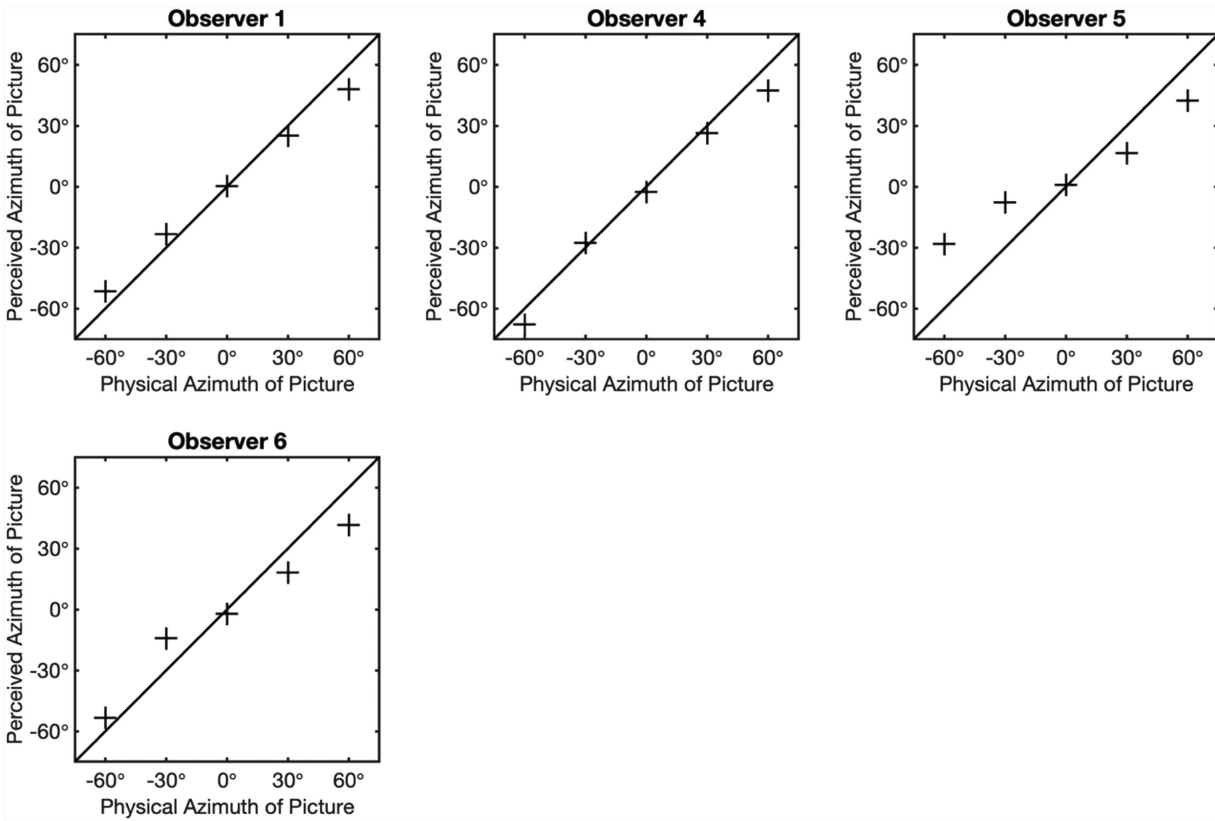 Observer 1
Perceived Azimuth of Picture
60°
30°
0°
-30°
-60°
-60° -30° 0° 30° 60°
Physical Azimuth of Picture
Observer 4
Perceived Azimuth of Picture
60°
30°
0°
-30°
-60°
-60° -30° 0° 30° 60°
Physical Azimuth of Picture
Observer 5
Perceived Azimuth of Picture
60°
30°
0°
-30°
-60°
-60° -30° 0° 30° 60°
Physical Azimuth of Picture
Observer 6
Perceived Azimuth of Picture
60°
30°
0°
-30°
-60°
-60° -30° 0° 30° 60°
Physical Azimuth of Picture